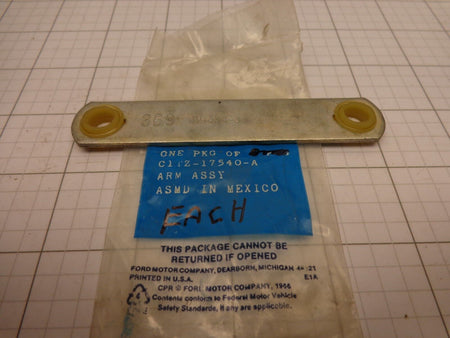 ONE PKG OF
C1TZ-17540-A
ARM ASSY
ASMD IN MEXICO
EACH
THIS PACKAGE CANNOT BE
RETURNED IF OPENED
FORD MOTOR COMPANY, DEARBORN, MICHIGAN 48121
PRINTED IN U.S.A. E1A
CPR © FORD MOTOR COMPANY, 1966
Contents conform to Federal Motor Vehicle
Safety Standards, if any are applicable.